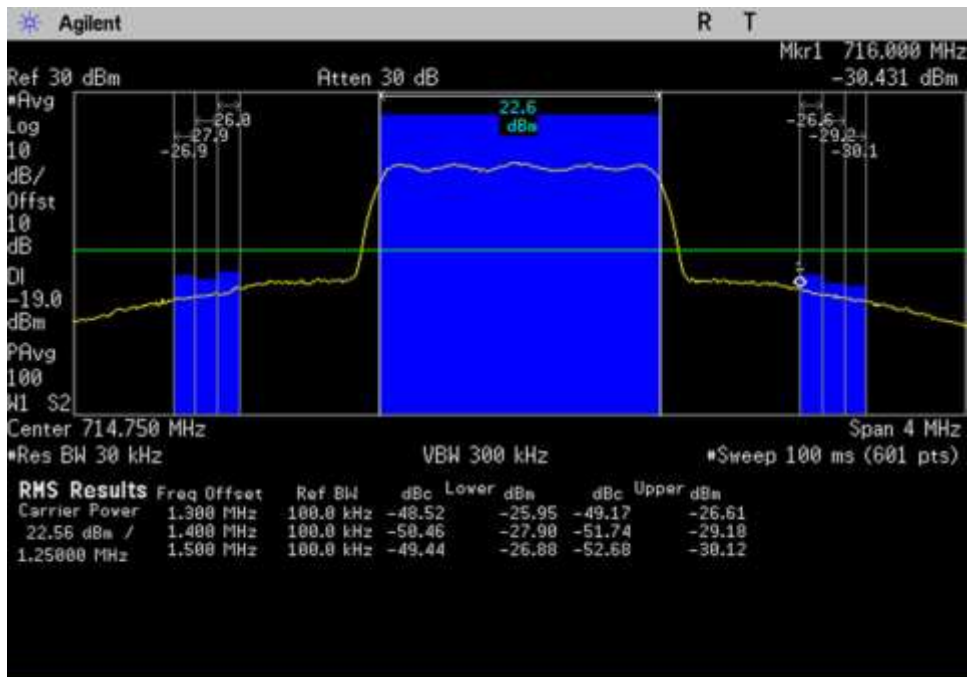 Agilent R T
Mkr1 716.000 MHz
Ref 30 dBm Atten 30 dB -30.431 dBm
#Avg
Log
10
dB/
Offst
10
dB
DI
-19.0
dBm
PAvg
100
W1 S2
22.6
dBm
-26.0
-27.9
-26.9
-26.6
-29.2
-30.1
1
Center 714.750 MHz Span 4 MHz
#Res BW 30 kHz VBW 300 kHz #Sweep 100 ms (601 pts)
RMS Results Freq Offset Ref BW dBc Lower dBm dBc Upper dBm
Carrier Power 1.300 MHz 100.0 kHz -48.52 -25.95 -49.17 -26.61
22.56 dBm / 1.400 MHz 100.0 kHz -50.46 -27.90 -51.74 -29.18
1.25000 MHz 1.500 MHz 100.0 kHz -49.44 -26.88 -52.68 -30.12